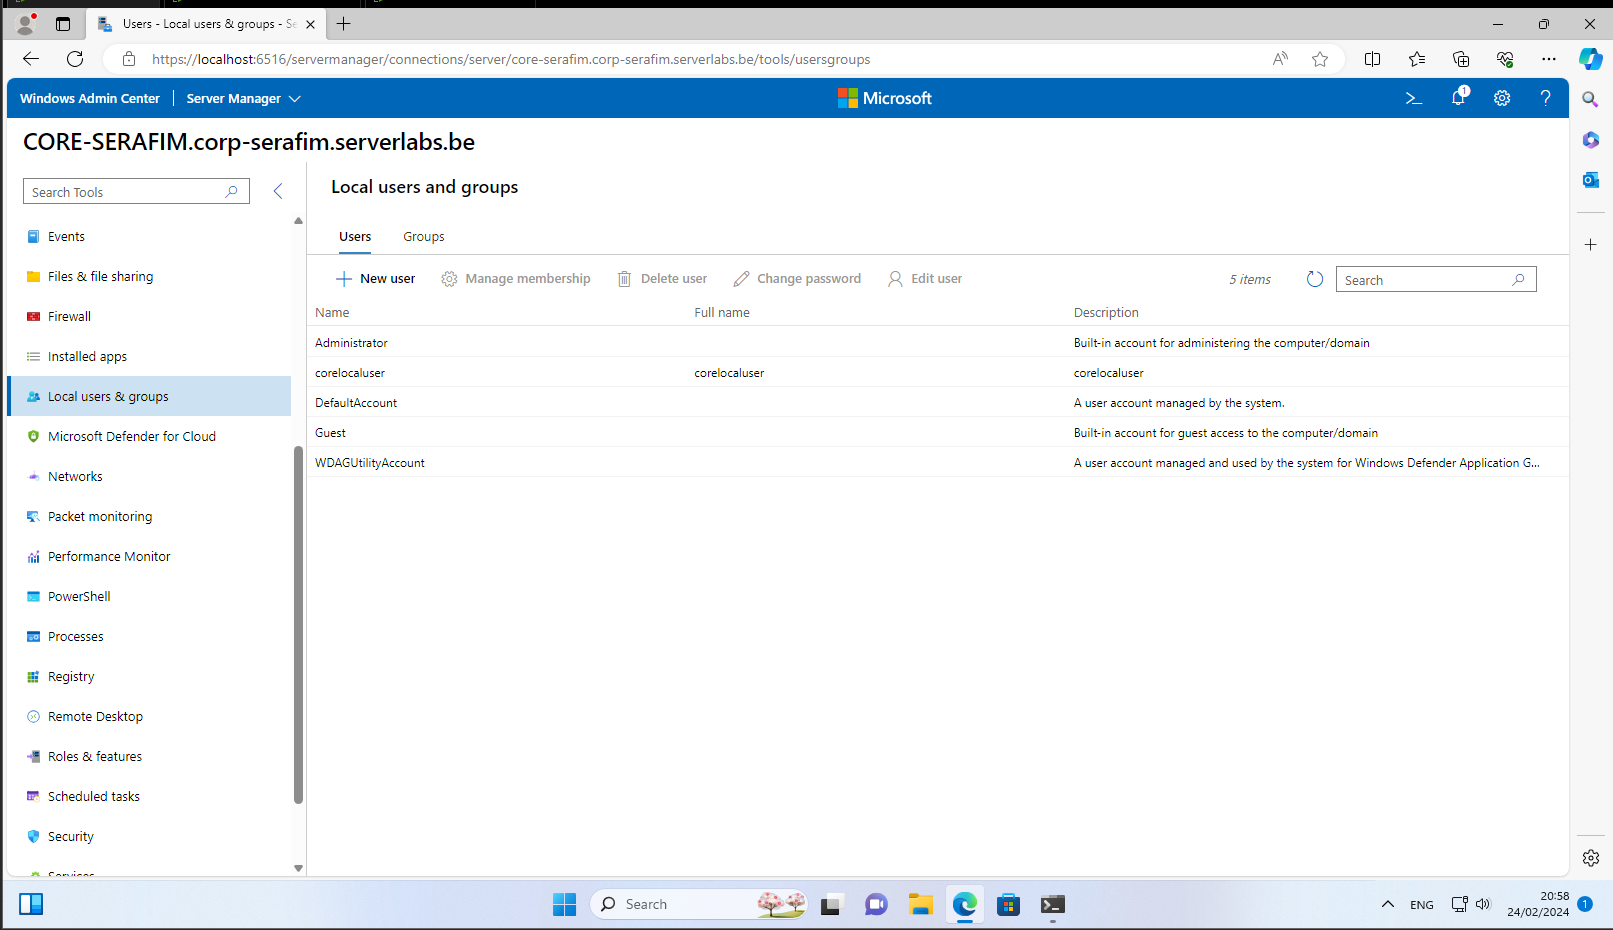 Users - Local users & groups - Se
https://localhost:6516/servermanager/connections/server/core-serafim.corp-serafim.serverlabs.be/tools/usersgroups
Windows Admin Center
Server Manager
Microsoft
1
CORE-SERAFIM.corp-serafim.serverlabs.be
Search Tools
Events
Files & file sharing
Firewall
Installed apps
Local users & groups
Microsoft Defender for Cloud
Networks
Packet monitoring
Performance Monitor
PowerShell
Processes
Registry
Remote Desktop
Roles & features
Scheduled tasks
Security
Services
Local users and groups
Users Groups
New user Manage membership Delete user Change password Edit user 5 items Search
Name Full name Description
Administrator Built-in account for administering the computer/domain
corelocaluser corelocaluser corelocaluser
DefaultAccount A user account managed by the system.
Guest Built-in account for guest access to the computer/domain
WDAGUtilityAccount A user account managed and used by the system for Windows Defender Application G...
Search
ENG
20:58
24/02/2024
1